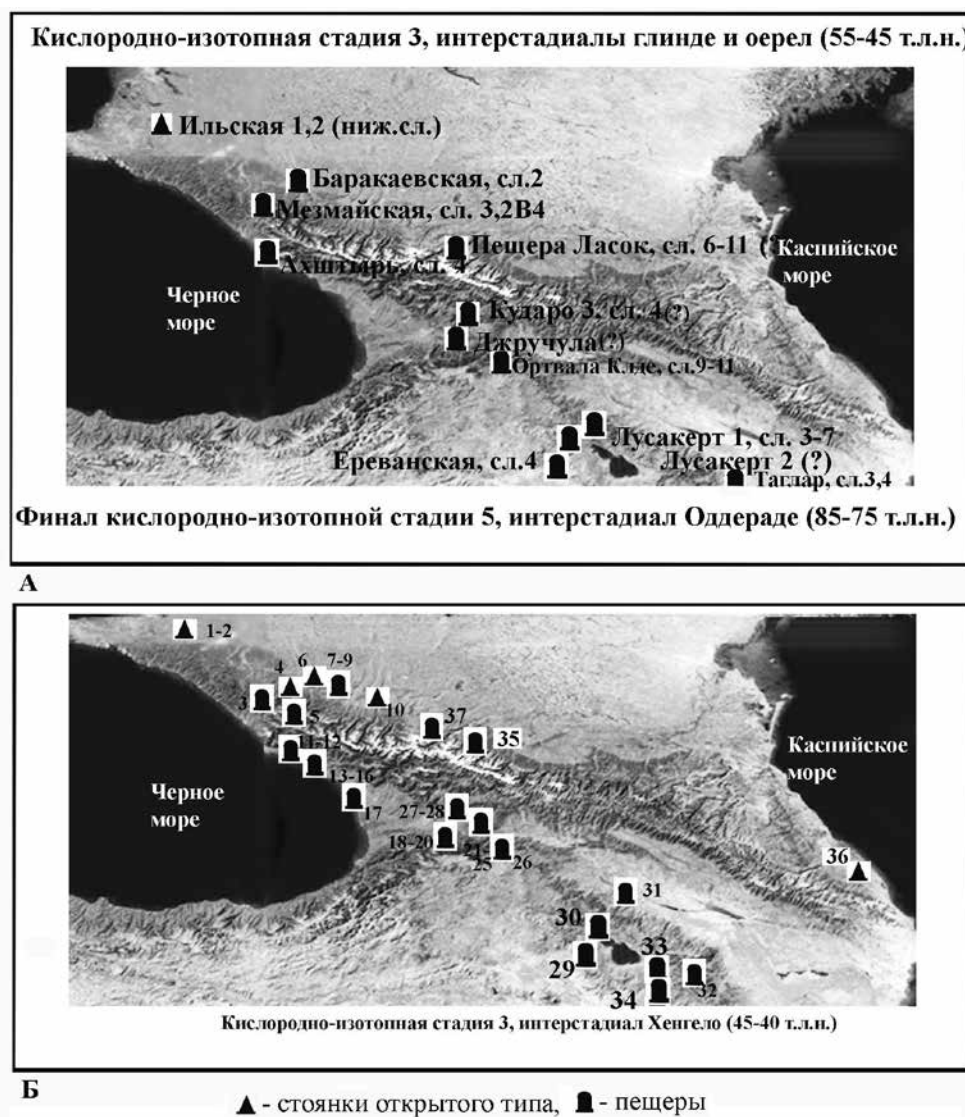 Кислородно-изотопная стадия 3, интерстадиалы глинде и оерел (55-45 т.л.н.)
Ильская 1,2 (ниж.сл.)
Баракаевская, сл.2
Мезмайская, сл. 3,2В4
Пещера Ласок, сл. 6-11 (?
Ахштырь, сл. 4
Каспийское
море
Черное
море
Кударо 3. сл. 4(?)
Джручула(?)
Ортвала Клде, сл.9-11
Лусакерт 1, сл. 3-7
Ереванская, сл.4
Лусакерт 2 (?)
Таглар, сл.3,4
Финал кислородно-изотопной стадии 5, интерстадиал Оддераде (85-75 т.л.н.)
А
1-2
4
6
7-9
3
5
10
37
35
11-12
Каспийское
море
Черное
море
13-16
17
27-28
18-20
21-
25
26
36
31
30
33
29
32
34
Кислородно-изотопная стадия 3, интерстадиал Хенгело (45-40 т.л.н.)
Б
- стоянки открытого типа, - пещеры